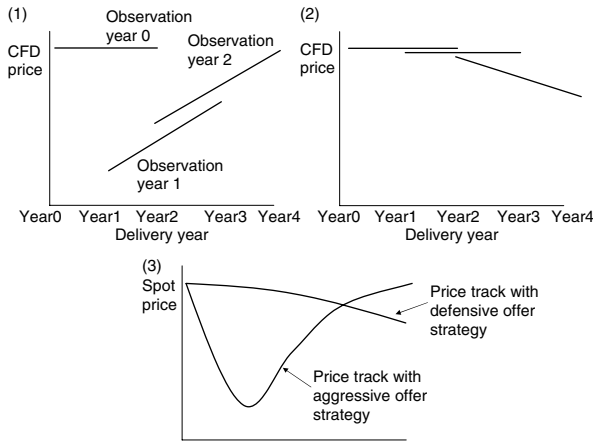 (1)
Observation
year 0
CFD
price
Observation
year 2
Observation
year 1
Year0 Year1 Year2 Year3 Year4
Delivery year
(2)
CFD
price
Year0 Year1 Year2 Year3 Year4
Delivery year
(3)
Spot
price
Price track with
defensive offer
strategy
Price track with
aggressive offer
strategy